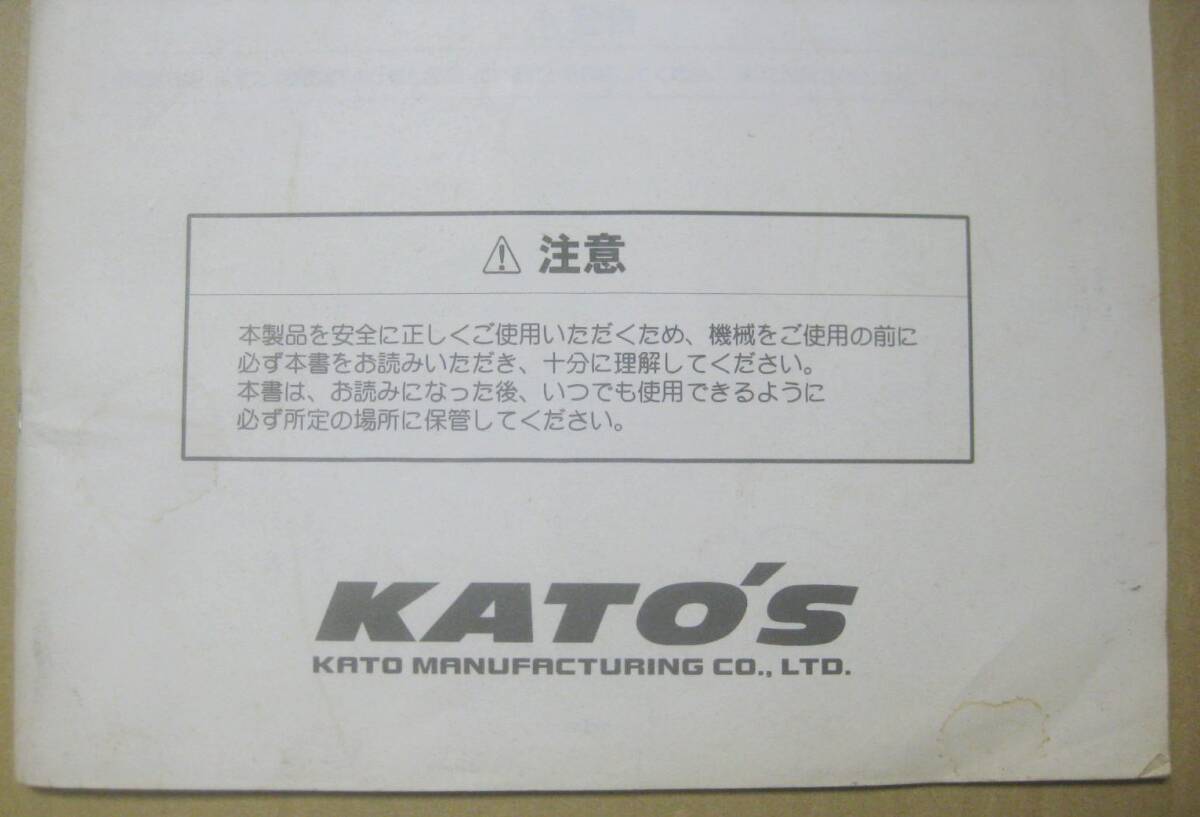 ⚠ 注意
本製品を安全に正しくご使用いただくため、機械をご使用の前に
必ず本書をお読みいただき、十分に理解してください。
本書は、お読みになった後、いつでも使用できるように
必ず所定の場所に保管してください。
KATO'S
KATO MANUFACTURING CO., LTD.